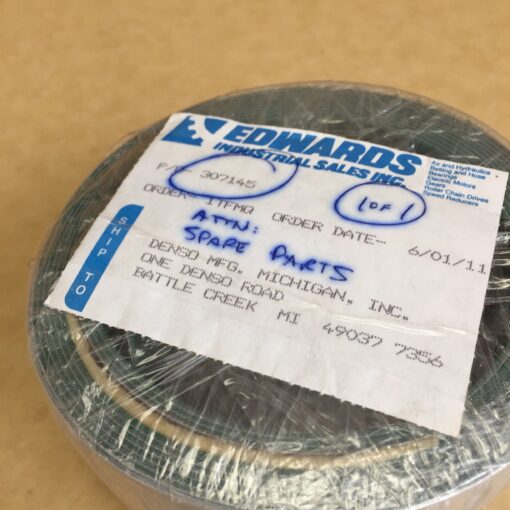 EDWARDS
INDUSTRIAL SALES INC.
Air and Hydraulics
Belting and Hose
Bearings
Electric Motors
Gears
Roller Chain Drives
Speed Reducers
307145
1 OF 1
ORDER- 1TFMQ ORDER DATE-- 6/01/11
ATTN:
SPARE PARTS
SHIP TO
DENSO MFG. MICHIGAN, INC.
ONE DENSO ROAD
BATTLE CREEK MI 49037 7356